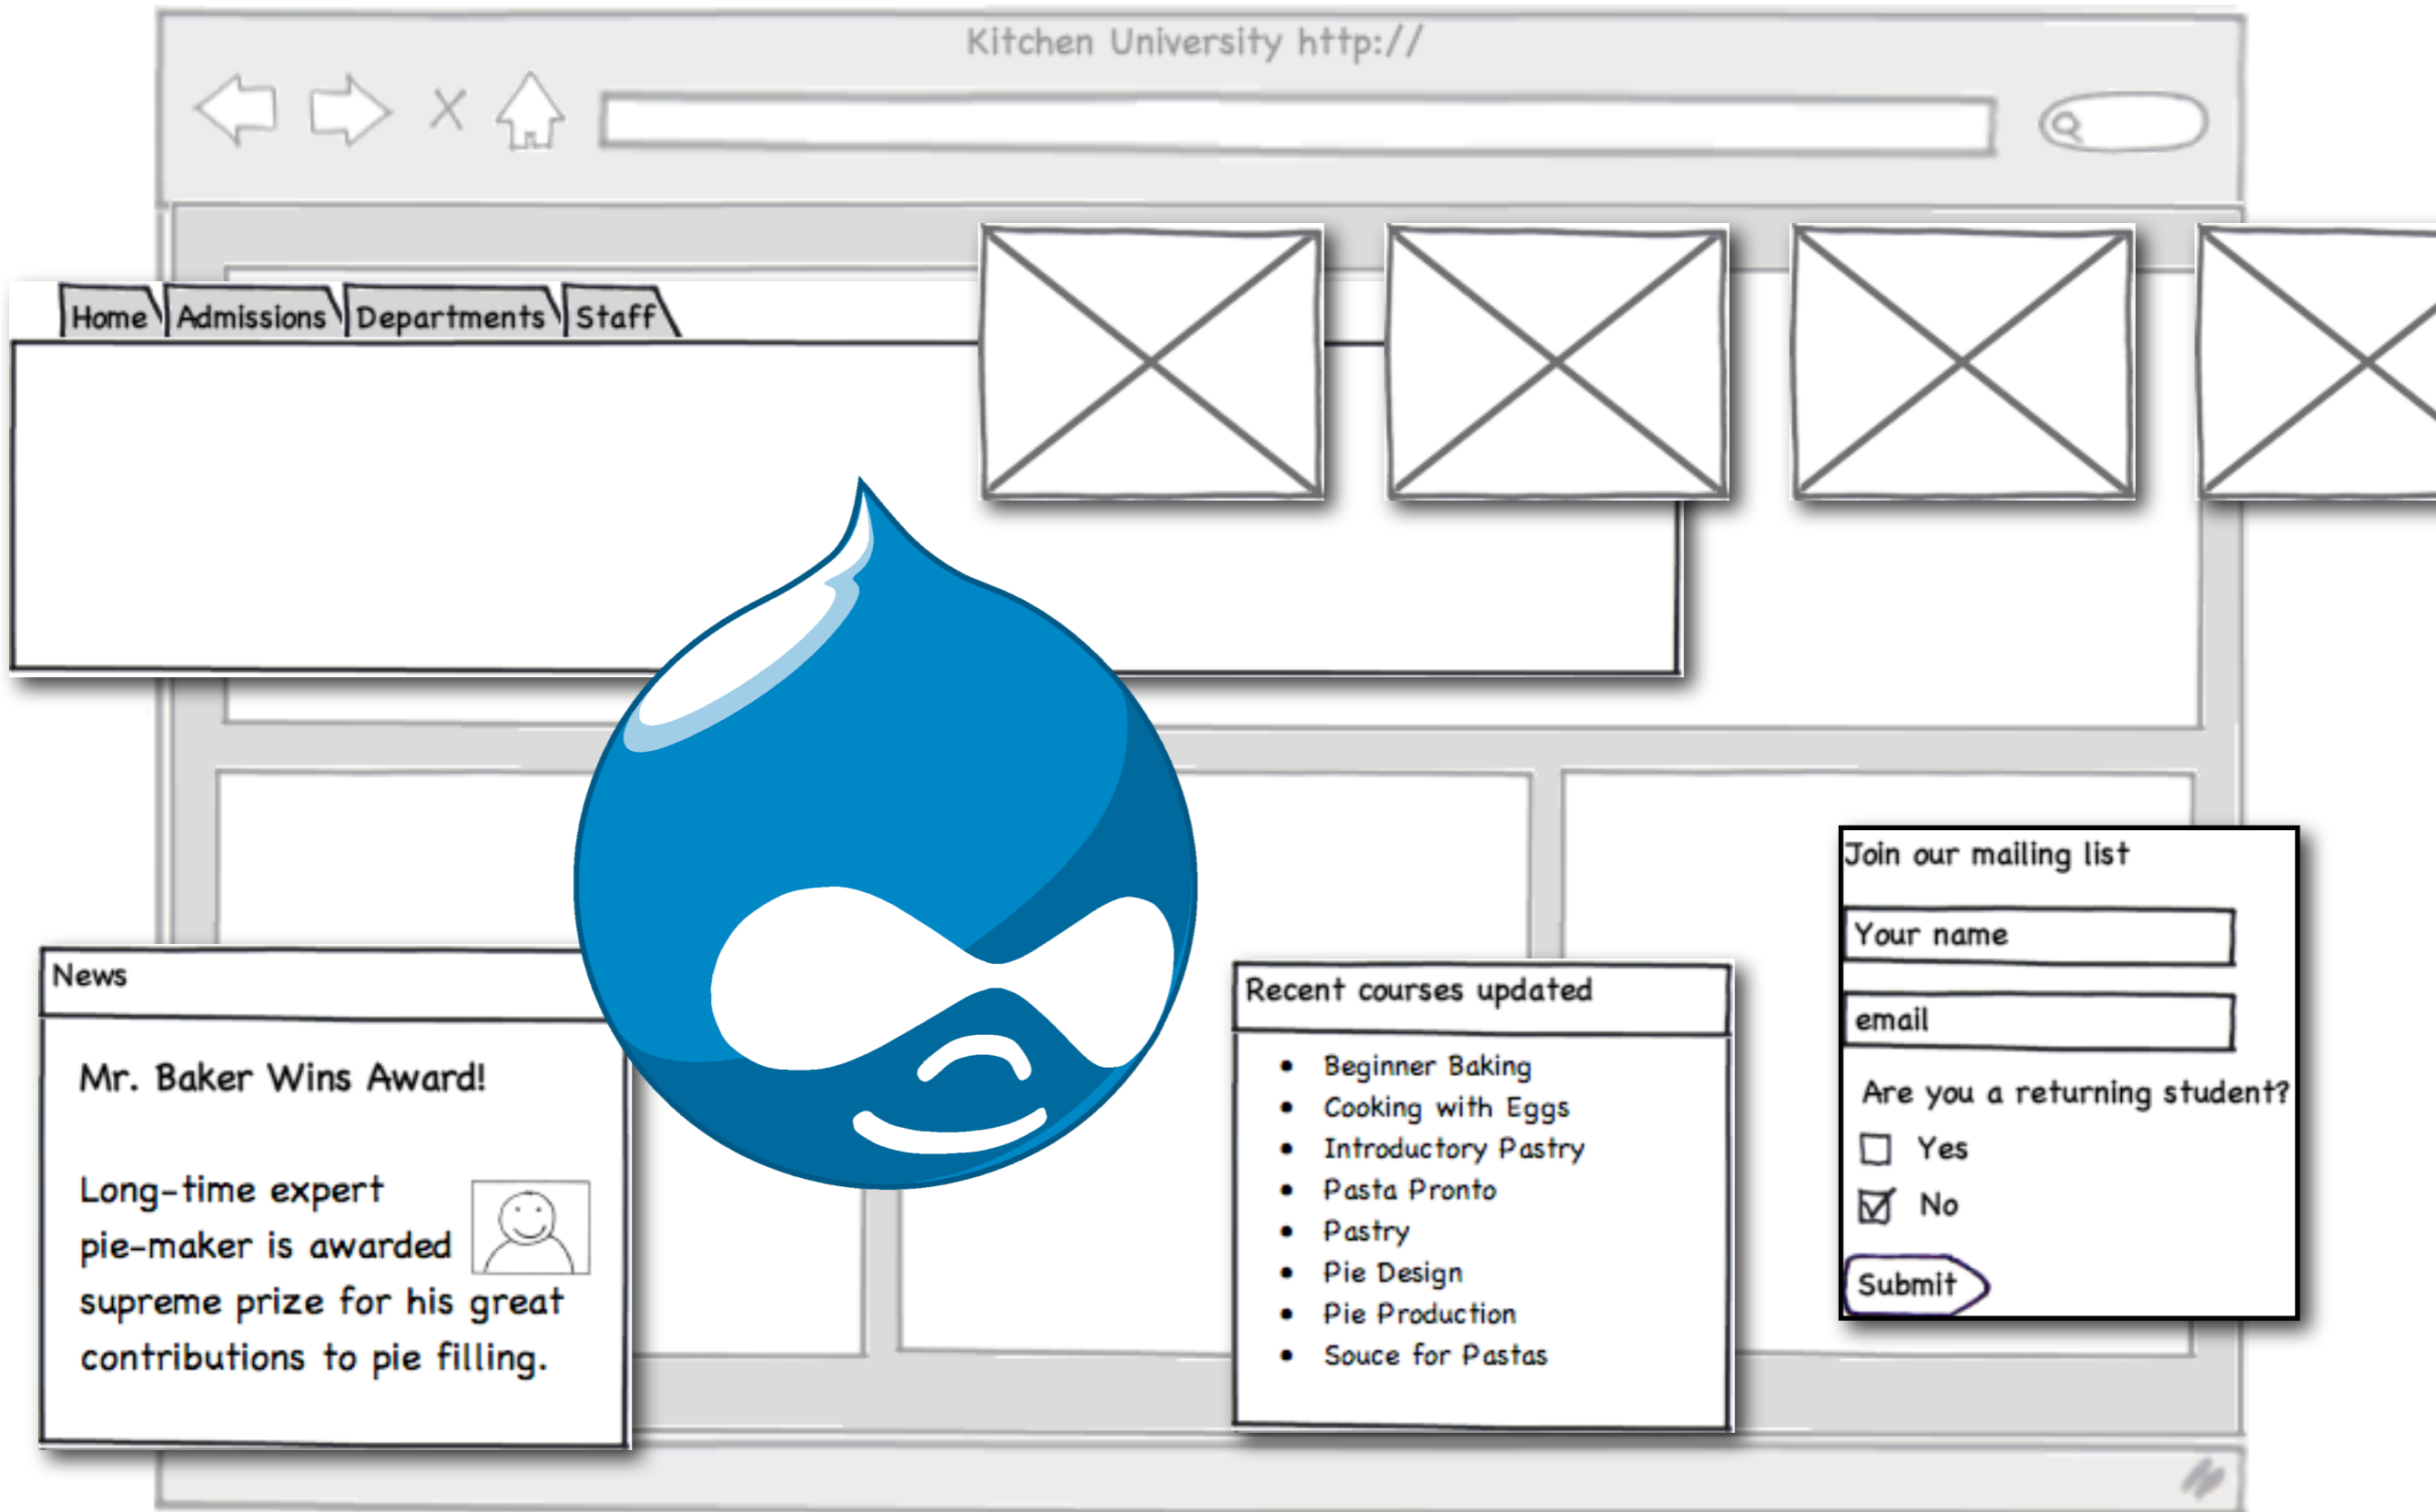 Kitchen University http://
Home
Admissions
Departments
Staff
News
Mr. Baker Wins Award!
Long-time expert
pie-maker is awarded
supreme prize for his great
contributions to pie filling.
Recent courses updated
• Beginner Baking
• Cooking with Eggs
• Introductory Pastry
• Pasta Pronto
• Pastry
• Pie Design
• Pie Production
• Souce for Pastas
Join our mailing list
Your name
email
Are you a returning student?
Yes
No
Submit